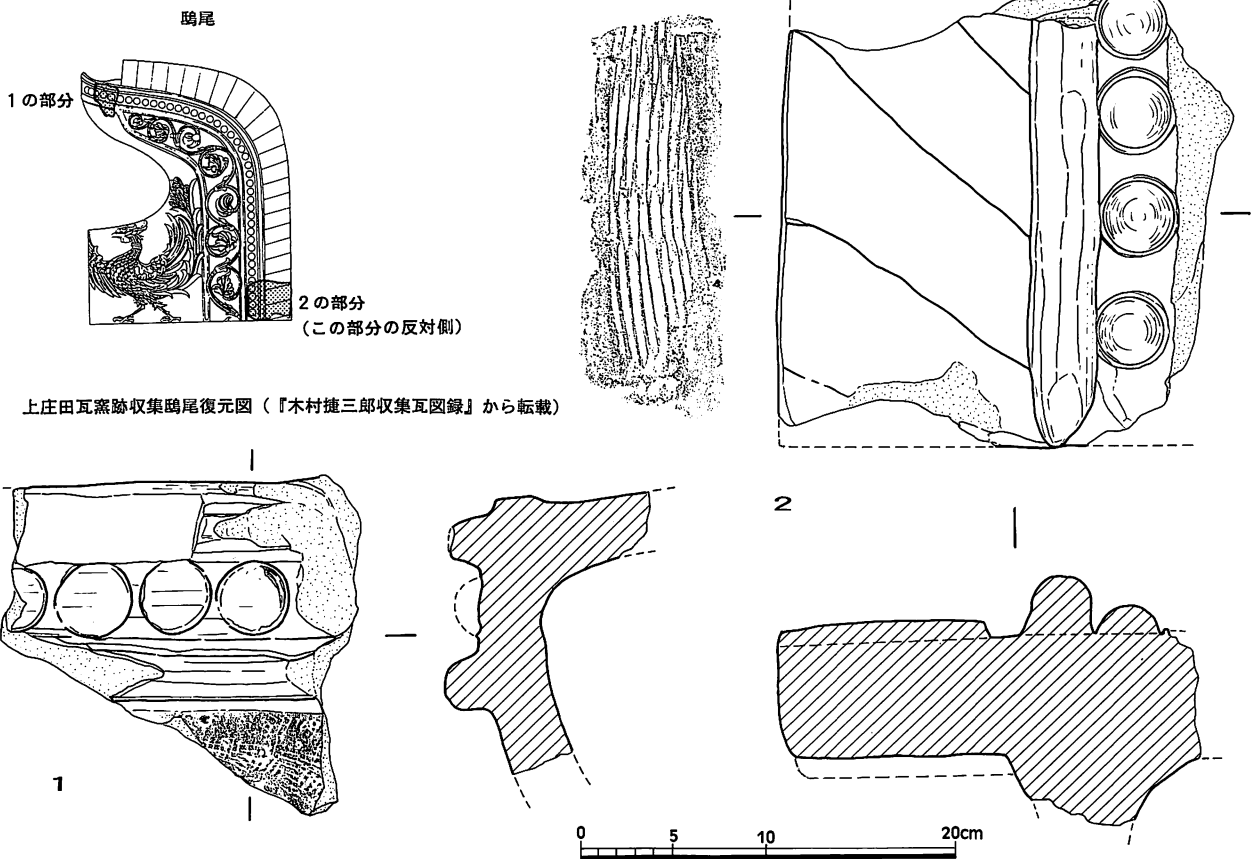 鴟尾
1の部分
2の部分
(この部分の反対側)
上庄田瓦窯跡収集鴟尾復元図(『木村捷三郎収集瓦図録』から転載)
2
1
0 5 10 20cm